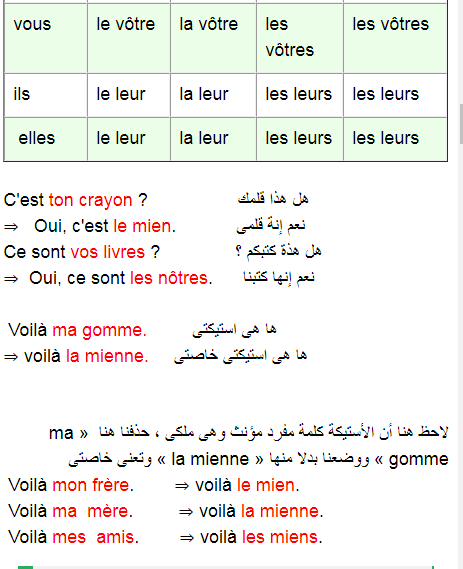 vous le vôtre la vôtre les vôtres les vôtres
ils le leur la leur les leurs les leurs
elles le leur la leur les leurs les leurs
C'est ton crayon ? هل هذا قلمك
⇒ Oui, c'est le mien. نعم إنة قلمى
Ce sont vos livres ? هل هذة كتبكم ؟
⇒ Oui, ce sont les nôtres. نعم إنها كتبنا
Voilà ma gomme. ها هى استيكتى
⇒ voilà la mienne. ها هى استيكتى خاصتى
لاحظ هنا أن الأستيكة كلمة مفرد مؤنث وهى ملكى ، حذفنا هنا « ma
gomme » ووضعنا بدلا منها « la mienne » وتعنى خاصتى
Voilà mon frère. ⇒ voilà le mien.
Voilà ma mère. ⇒ voilà la mienne.
Voilà mes amis. ⇒ voilà les miens.